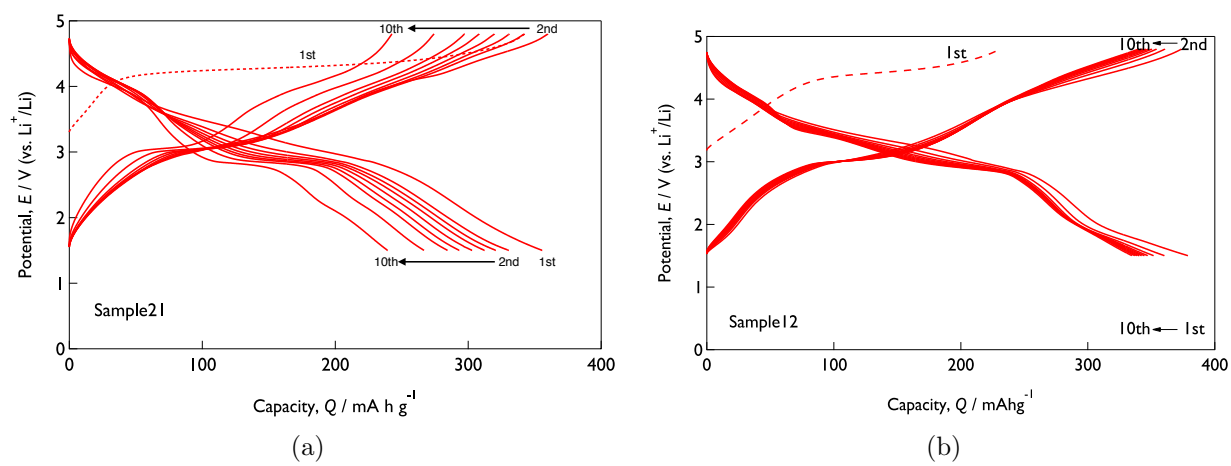 5
4
3
2
1
0
Potential, E / V (vs. Li⁺/Li)
10th
2nd
1st
10th
2nd
1st
Sample21
0
100
200
300
400
Capacity, Q / mA h g⁻¹
(a)
5
4
3
2
1
0
Potential, E / V (vs. Li⁺/Li)
10th
2nd
1st
Sample12
10th
1st
0
100
200
300
400
Capacity, Q / mAhg⁻¹
(b)